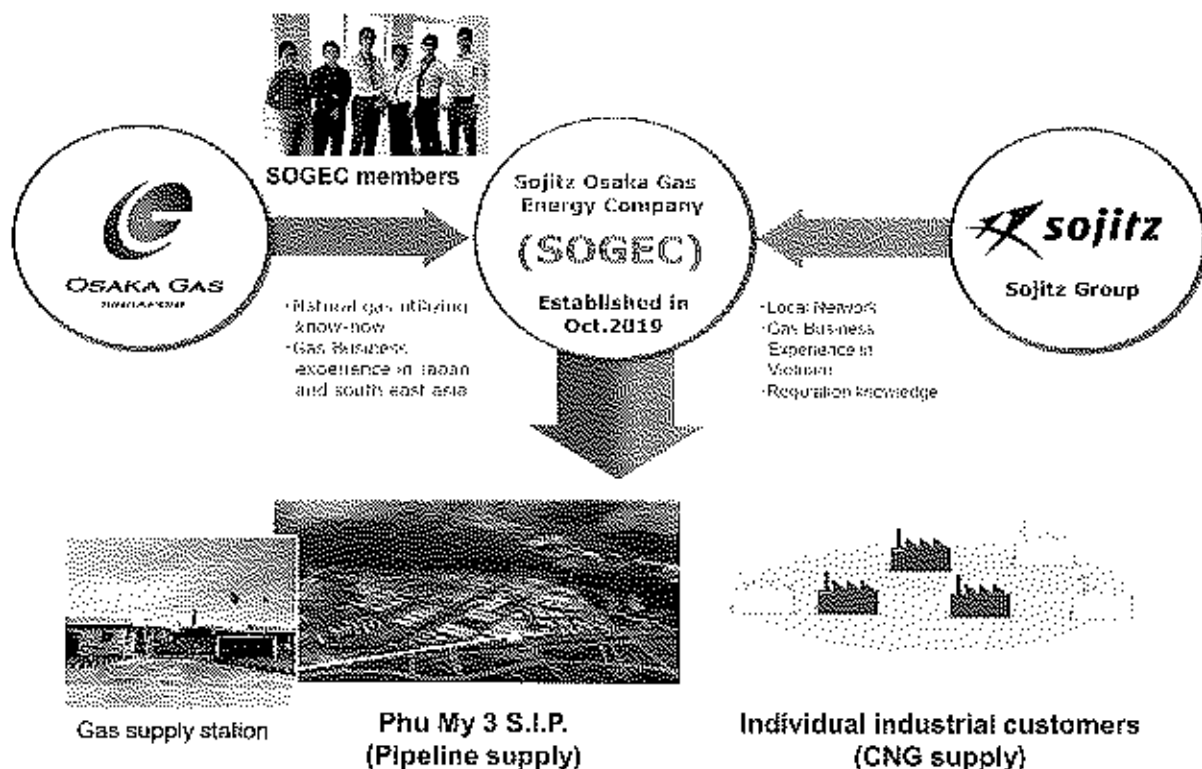 SOGEC members
OSAKA GAS
Sojitz Osaka Gas
Energy Company
(SOGEC)
Established in
Oct.2019
sojitz
Sojitz Group
・Natural gas utilizing
know-how
・Gas Business
experience in Japan
and south east asia
・Local Network
・Gas Business
Experience in
Vietnam
・Regulation knowledge
Gas supply station
Phu My 3 S.I.P.
(Pipeline supply)
Individual industrial customers
(CNG supply)